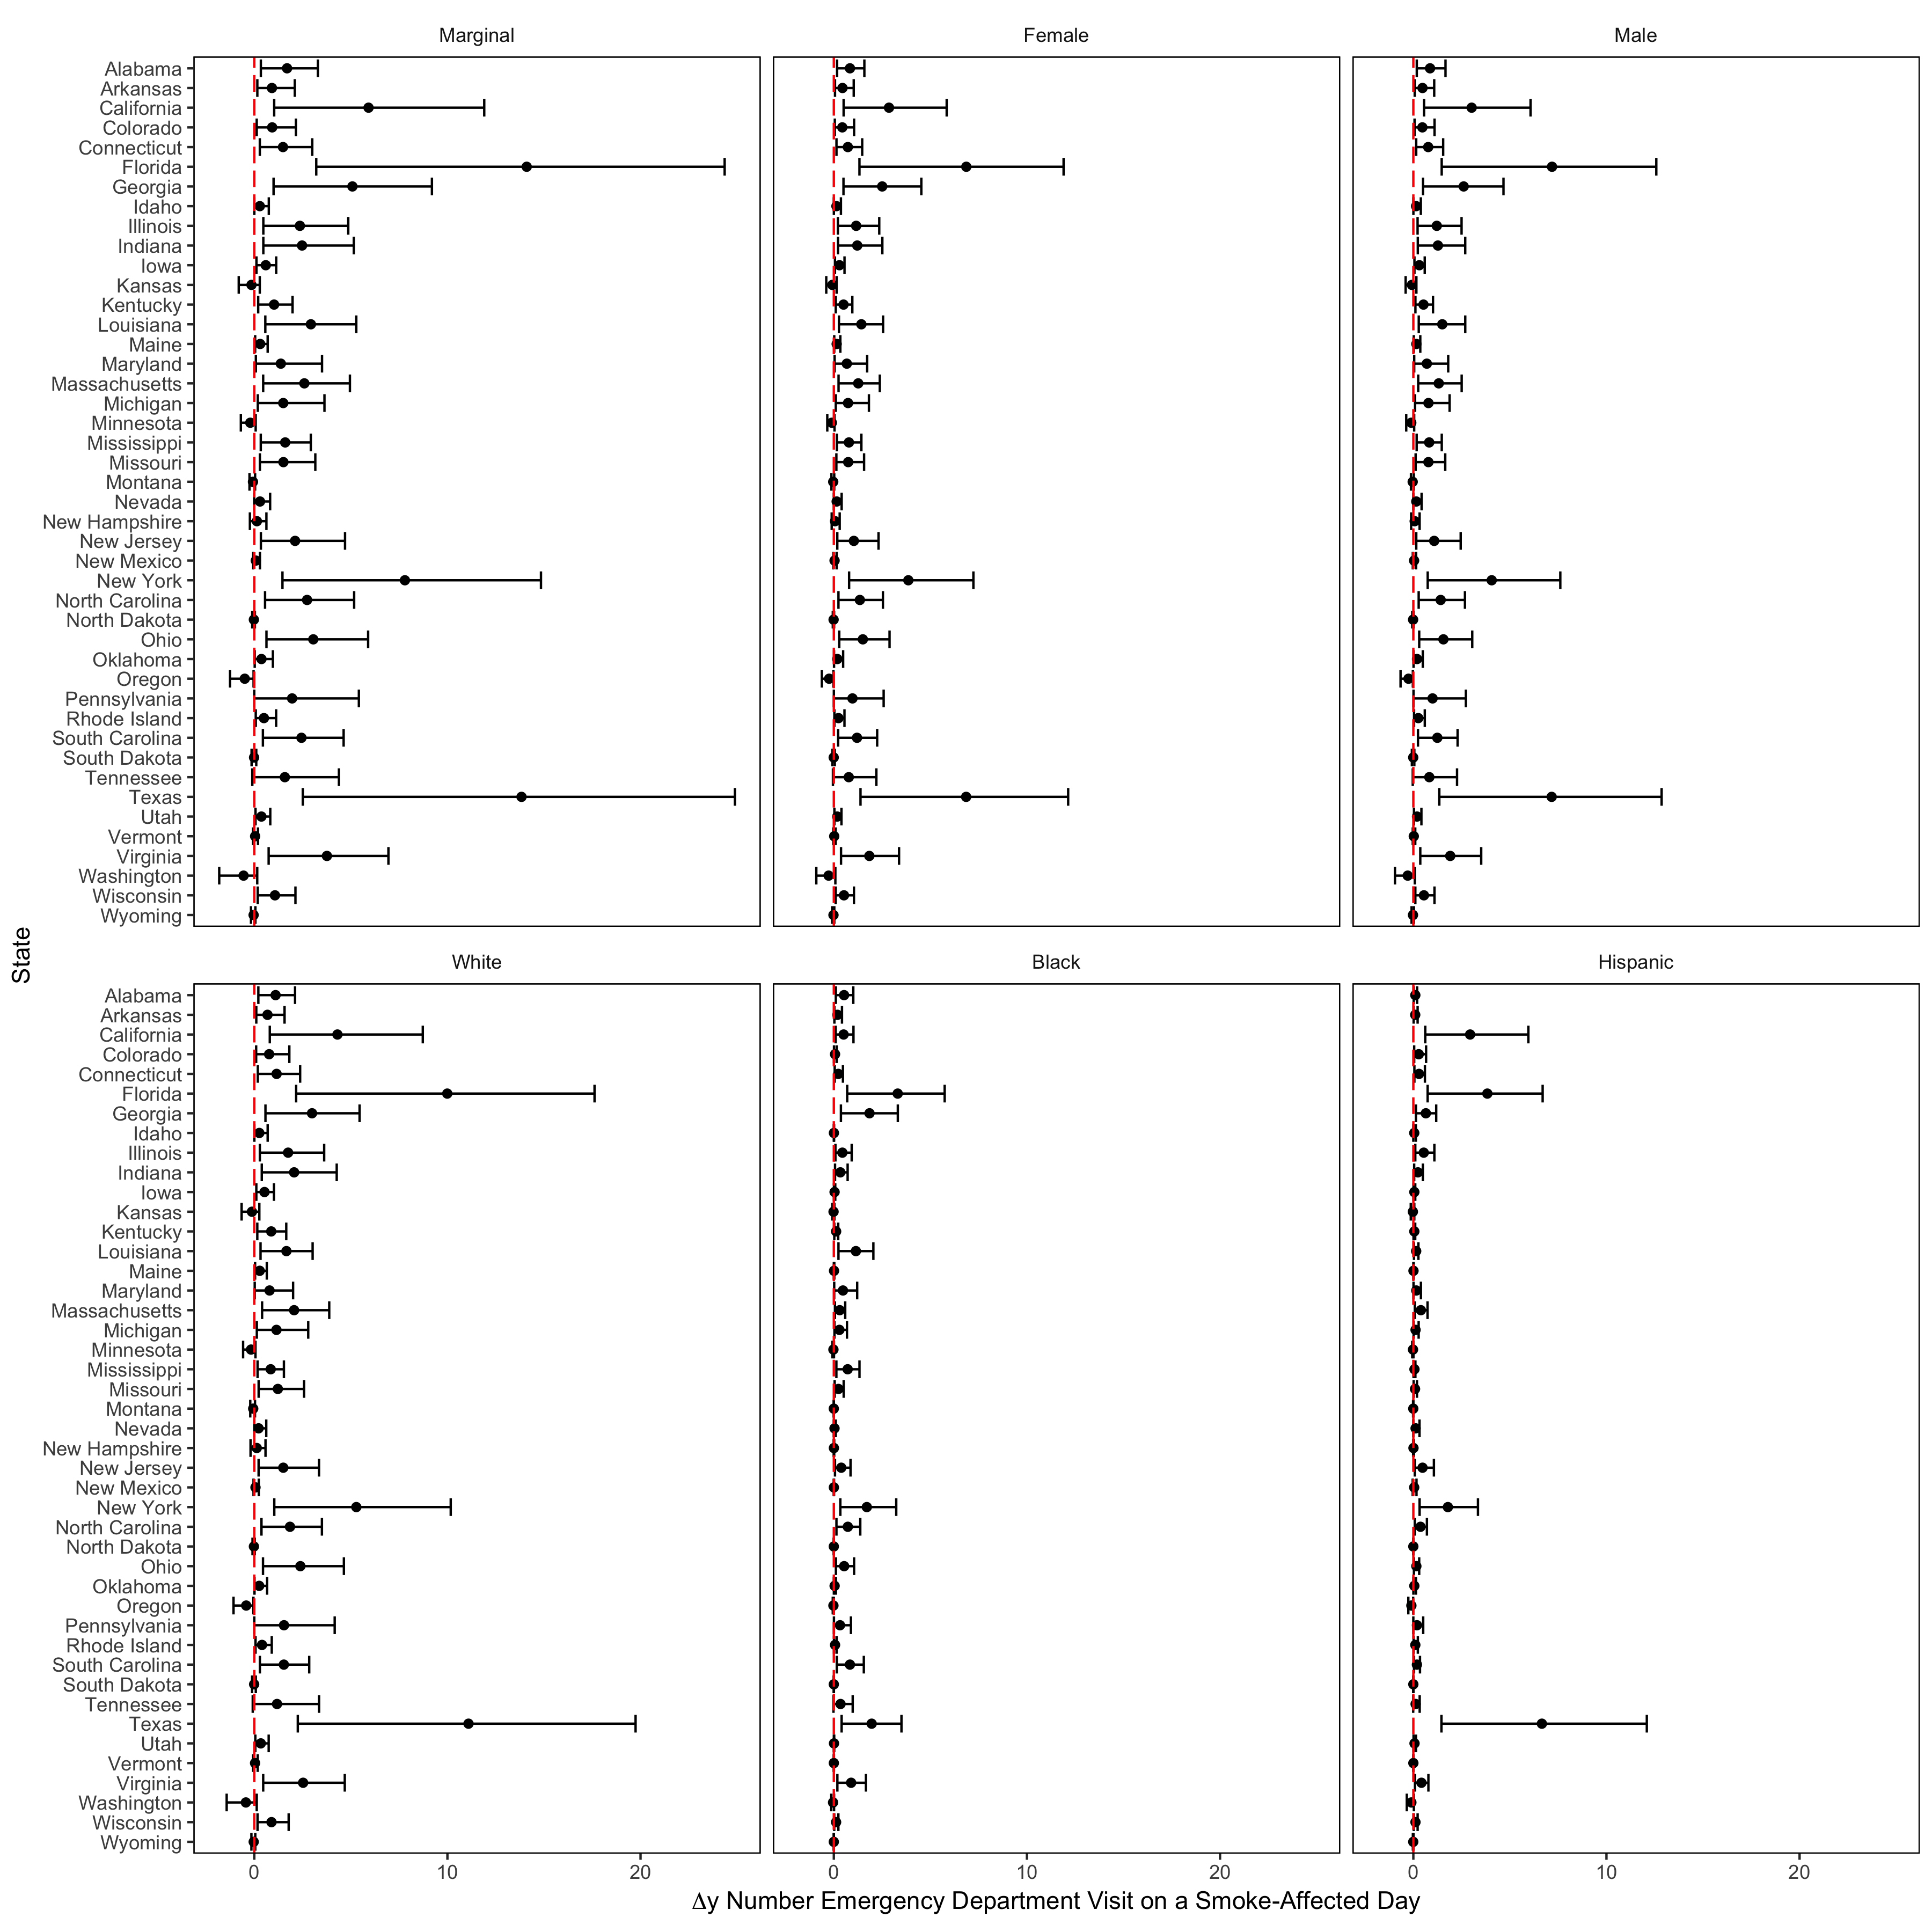 Marginal Female Male
Alabama
Arkansas
California
Colorado
Connecticut
Florida
Georgia
Idaho
Illinois
Indiana
Iowa
Kansas
Kentucky
Louisiana
Maine
Maryland
Massachusetts
Michigan
Minnesota
Mississippi
Missouri
Montana
Nevada
New Hampshire
New Jersey
New Mexico
New York
North Carolina
North Dakota
Ohio
Oklahoma
Oregon
Pennsylvania
Rhode Island
South Carolina
South Dakota
Tennessee
Texas
Utah
Vermont
Virginia
Washington
Wisconsin
Wyoming
State
White Black Hispanic
Alabama
Arkansas
California
Colorado
Connecticut
Florida
Georgia
Idaho
Illinois
Indiana
Iowa
Kansas
Kentucky
Louisiana
Maine
Maryland
Massachusetts
Michigan
Minnesota
Mississippi
Missouri
Montana
Nevada
New Hampshire
New Jersey
New Mexico
New York
North Carolina
North Dakota
Ohio
Oklahoma
Oregon
Pennsylvania
Rhode Island
South Carolina
South Dakota
Tennessee
Texas
Utah
Vermont
Virginia
Washington
Wisconsin
Wyoming
0 10 20 0 10 20 0 10 20
Δy Number Emergency Department Visit on a Smoke-Affected Day